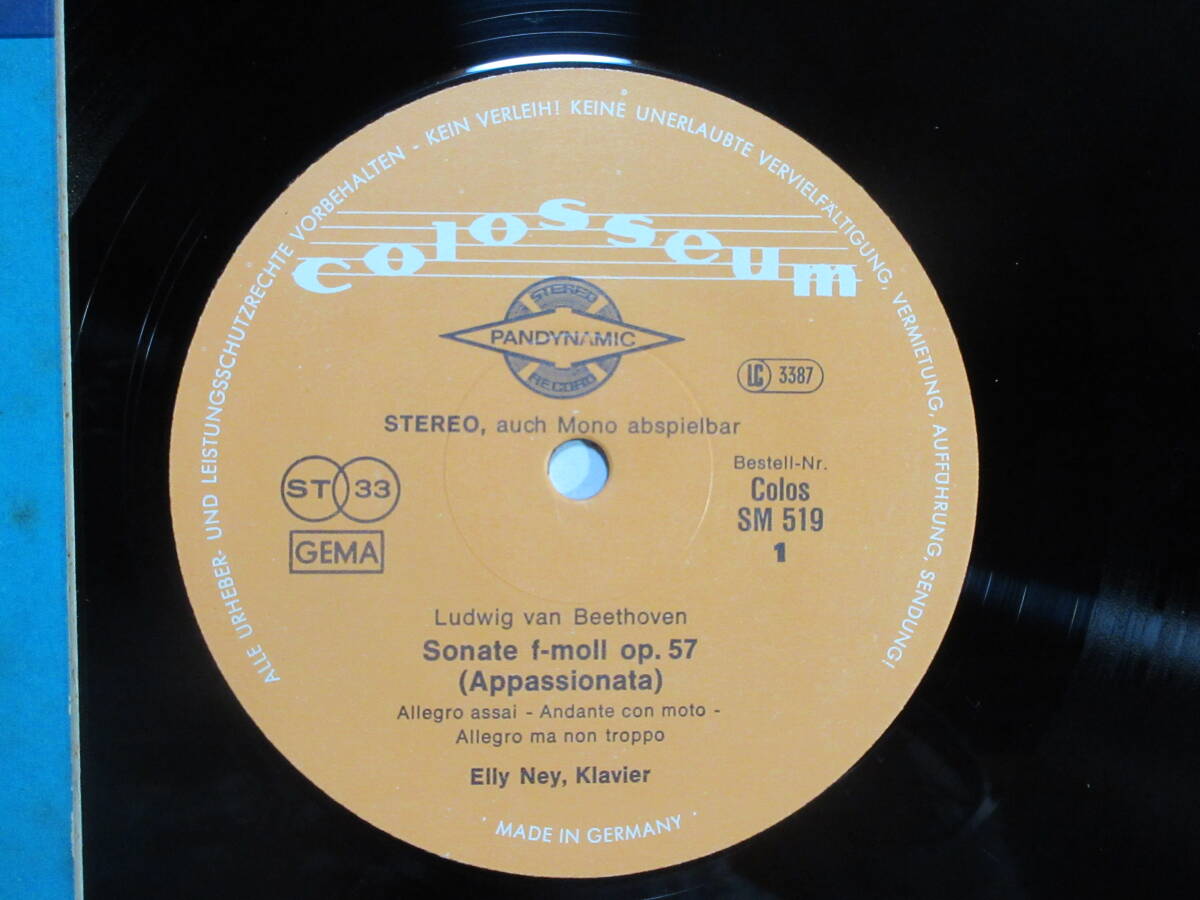 ALLE URHEBER- UND LEISTUNGSSCHUTZRECHTE VORBEHALTEN - KEIN VERLEIH! KEINE UNERLAUBTE VERVIELFÄLTIGUNG, VERMIETUNG, AUFFÜHRUNG, SENDUNG!
colosseum
STEREO
PANDYNAMIC
RECORD
LC 3387
STEREO, auch Mono abspielbar
ST 33
GEMA
Bestell-Nr.
Colos
SM 519
1
Ludwig van Beethoven
Sonate f-moll op. 57
(Appassionata)
Allegro assai - Andante con moto -
Allegro ma non troppo
Elly Ney, Klavier
· MADE IN GERMANY ·